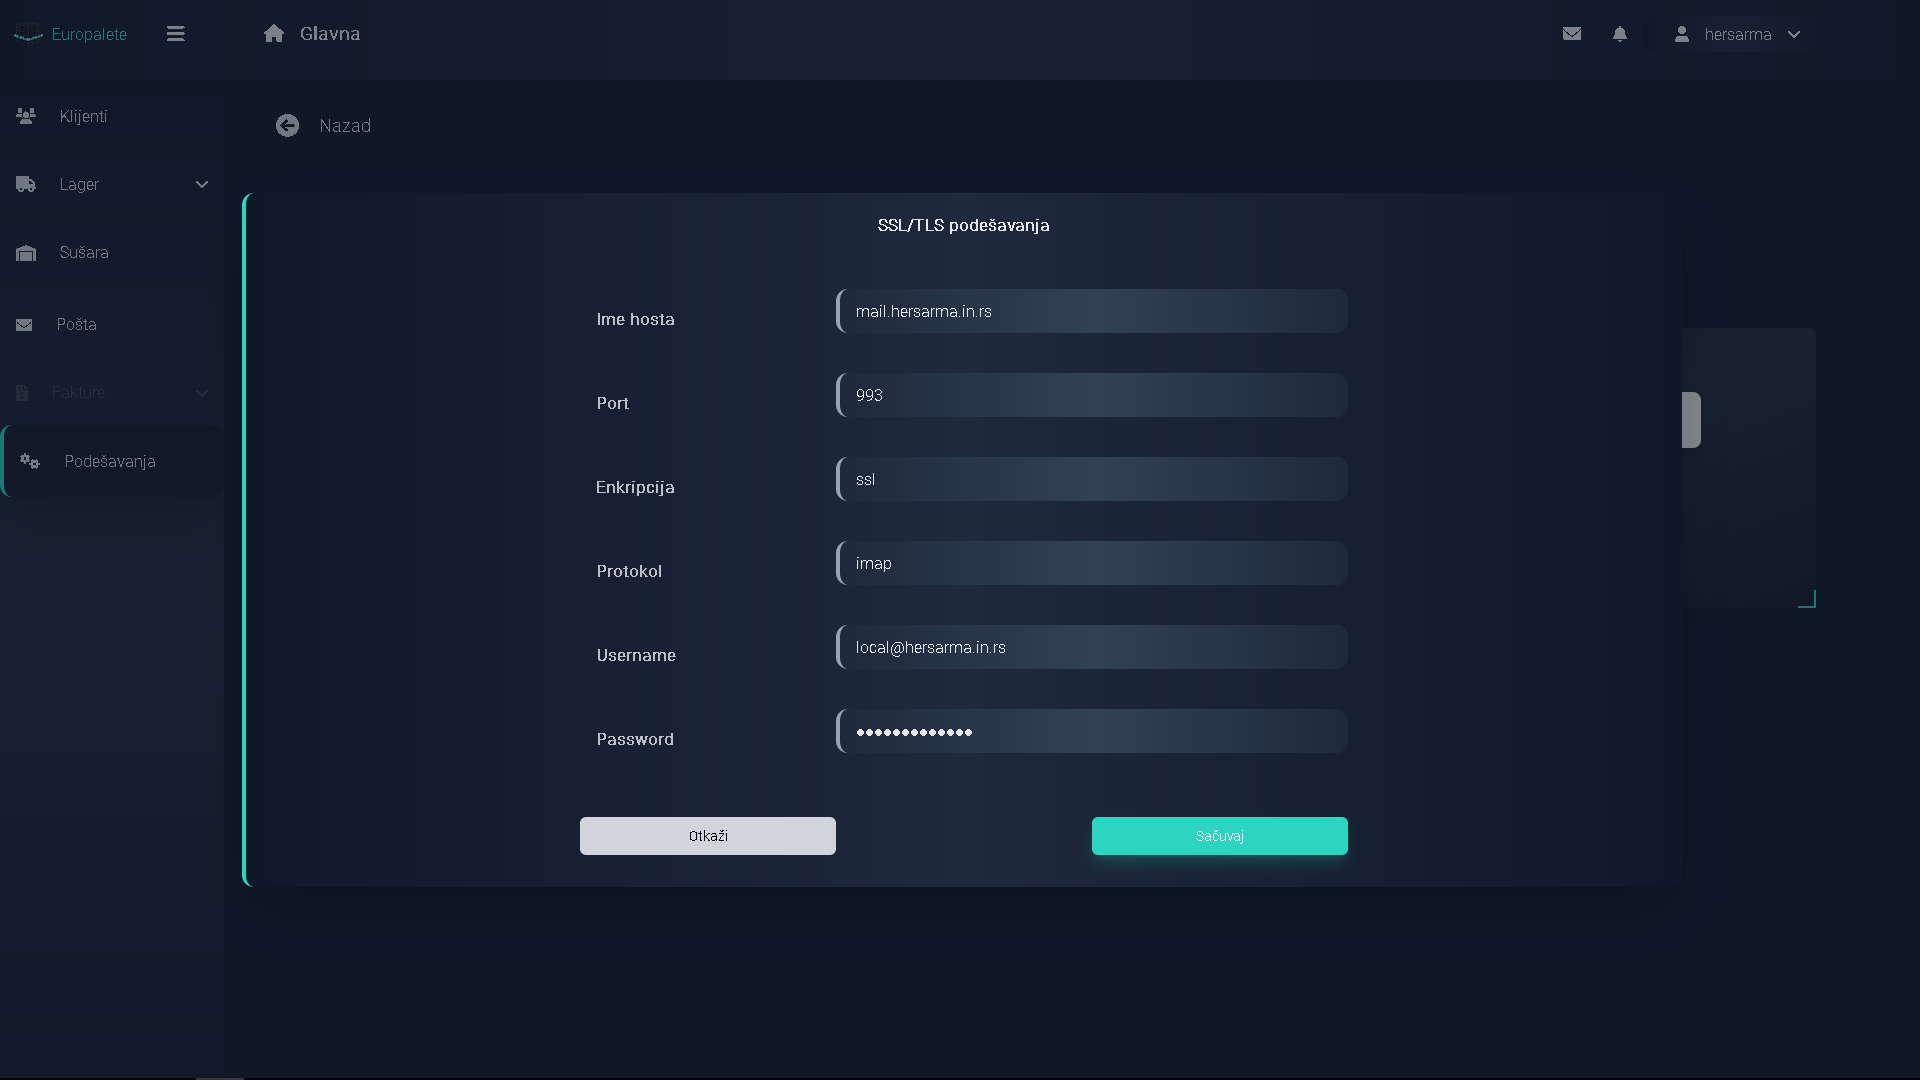 Europalete
Glavna
hersarma
Klijenti
Nazad
Lager
SSL/TLS podešavanja
Sušara
Ime hosta
mail.hersarma.in.rs
Pošta
Port
993
Fakture
Podešavanja
Enkripcija
ssl
Protokol
imap
Username
local@hersarma.in.rs
Password
•••••••••••••
Otkaži
Sačuvaj